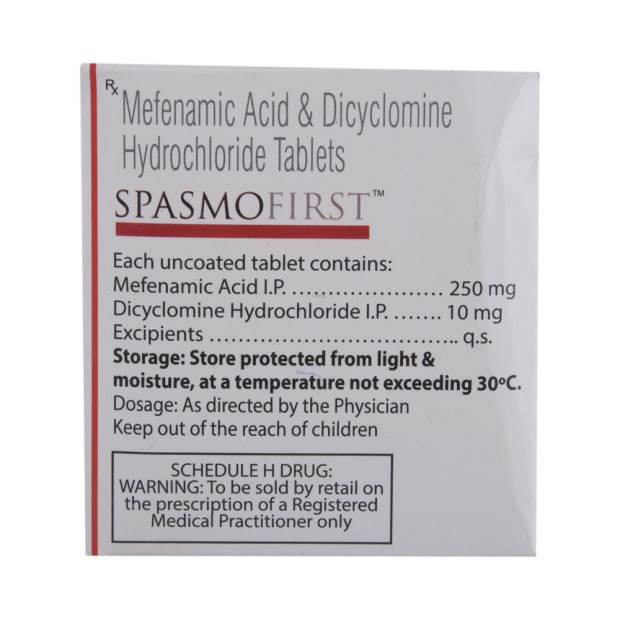 Rx Mefenamic Acid & Dicyclomine
Hydrochloride Tablets
SPASMOFIRST™
Each uncoated tablet contains:
Mefenamic Acid I.P. ..................... 250 mg
Dicyclomine Hydrochloride I.P. ....... 10 mg
Excipients .................................. q.s.
Storage: Store protected from light &
moisture, at a temperature not exceeding 30ºC.
Dosage: As directed by the Physician
Keep out of the reach of children
SCHEDULE H DRUG:
WARNING: To be sold by retail on
the prescription of a Registered
Medical Practitioner only